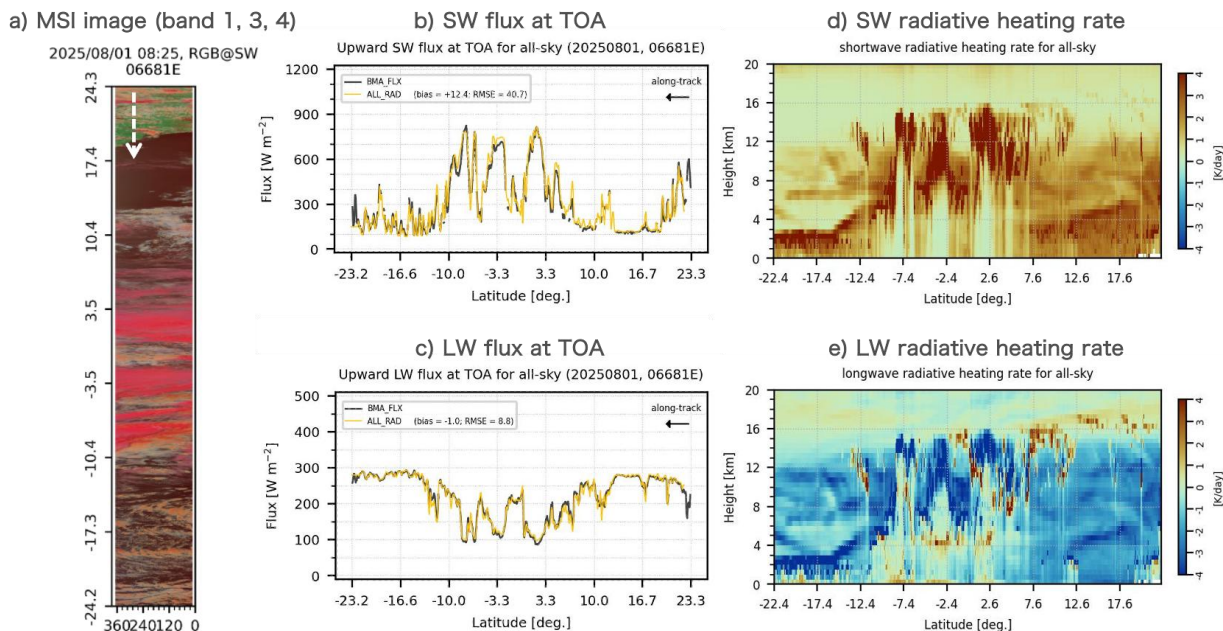 a) MSI image (band 1, 3, 4)
2025/08/01 08:25, RGB@SW
06681E
24.3
17.4
10.4
3.5
-3.5
-10.4
-17.3
-24.2
360 240 120 0
b) SW flux at TOA
Upward SW flux at TOA for all-sky (20250801, 06681E)
BMA_FLX
ALL_RAD (bias = +12.4; RMSE = 40.7)
along-track
Flux [W m−2]
1200
900
600
300
0
-23.2 -16.6 -10.0 -3.3 3.3 10.0 16.7 23.3
Latitude [deg.]
c) LW flux at TOA
Upward LW flux at TOA for all-sky (20250801, 06681E)
BMA_FLX
ALL_RAD (bias = -1.0; RMSE = 8.8)
along-track
Flux [W m−2]
500
400
300
200
100
0
-23.2 -16.6 -10.0 -3.3 3.3 10.0 16.7 23.3
Latitude [deg.]
d) SW radiative heating rate
shortwave radiative heating rate for all-sky
Height [km]
20
16
12
8
4
0
-22.4 -17.4 -12.4 -7.4 -2.4 2.6 7.6 12.6 17.6
Latitude [deg.]
4
3
2
1
0
-1
-2
-3
-4
[K/day]
e) LW radiative heating rate
longwave radiative heating rate for all-sky
Height [km]
20
16
12
8
4
0
-22.4 -17.4 -12.4 -7.4 -2.4 2.6 7.6 12.6 17.6
Latitude [deg.]
4
3
2
1
0
-1
-2
-3
-4
[K/day]